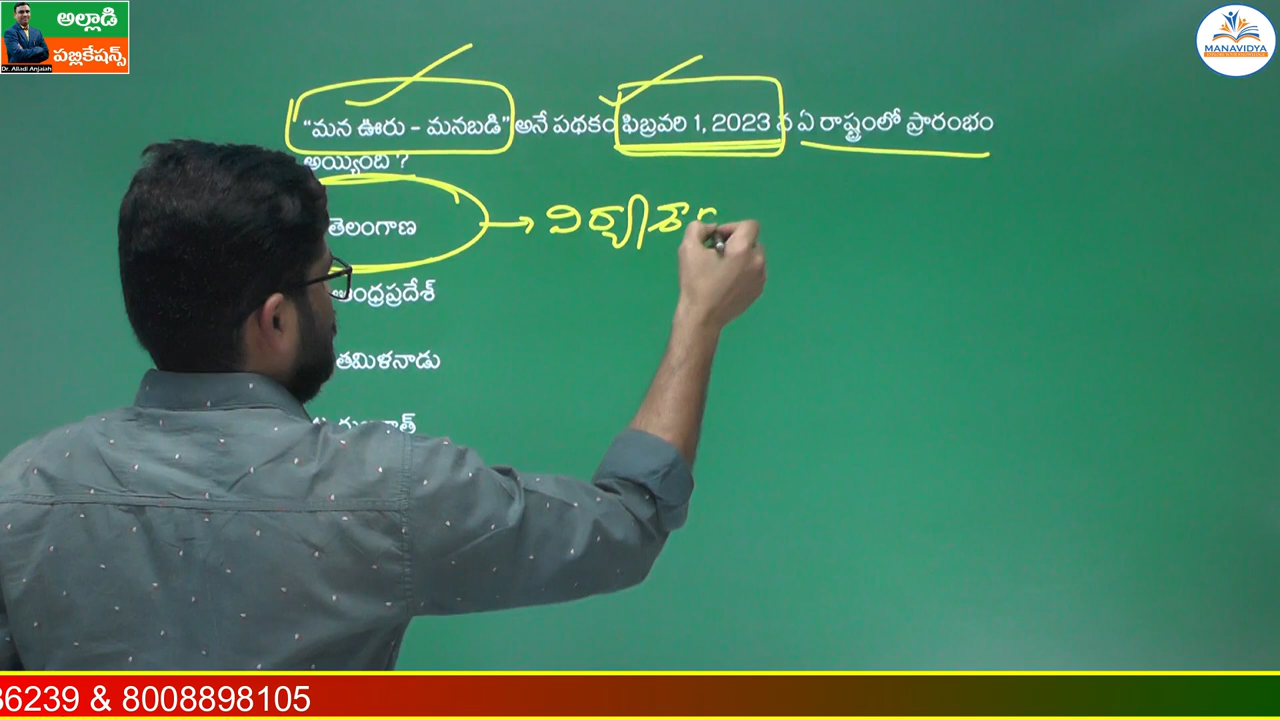 అల్లాడి
పబ్లికేషన్స్
Dr. Alladi Anjaiah
MANAVIDYA
"మన ఊరు - మనబడి" అనే పథకం ఫిబ్రవరి 1, 2023 న ఏ రాష్ట్రంలో ప్రారంభం
అయ్యింది ?
తెలంగాణ
ఆంధ్రప్రదేశ్
తమిళనాడు
36239 & 8008898105